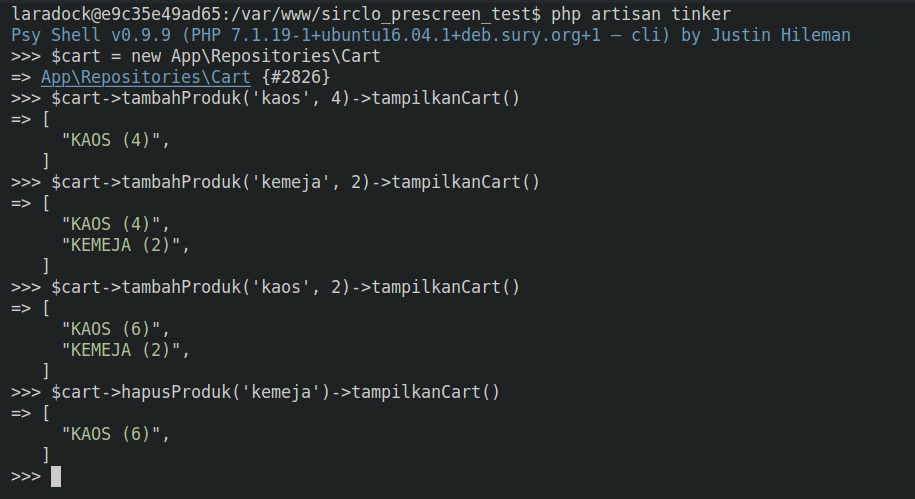 laradock@e9c35e49ad65:/var/www/sirclo_prescreen_test$ php artisan tinker
Psy Shell v0.9.9 (PHP 7.1.19-1+ubuntu16.04.1+deb.sury.org+1 — cli) by Justin Hileman
>>> $cart = new App\Repositories\Cart
=> App\Repositories\Cart {#2826}
>>> $cart->tambahProduk('kaos', 4)->tampilkanCart()
=> [
     "KAOS (4)",
   ]
>>> $cart->tambahProduk('kemeja', 2)->tampilkanCart()
=> [
     "KAOS (4)",
     "KEMEJA (2)",
   ]
>>> $cart->tambahProduk('kaos', 2)->tampilkanCart()
=> [
     "KAOS (6)",
     "KEMEJA (2)",
   ]
>>> $cart->hapusProduk('kemeja')->tampilkanCart()
=> [
     "KAOS (6)",
   ]
>>>